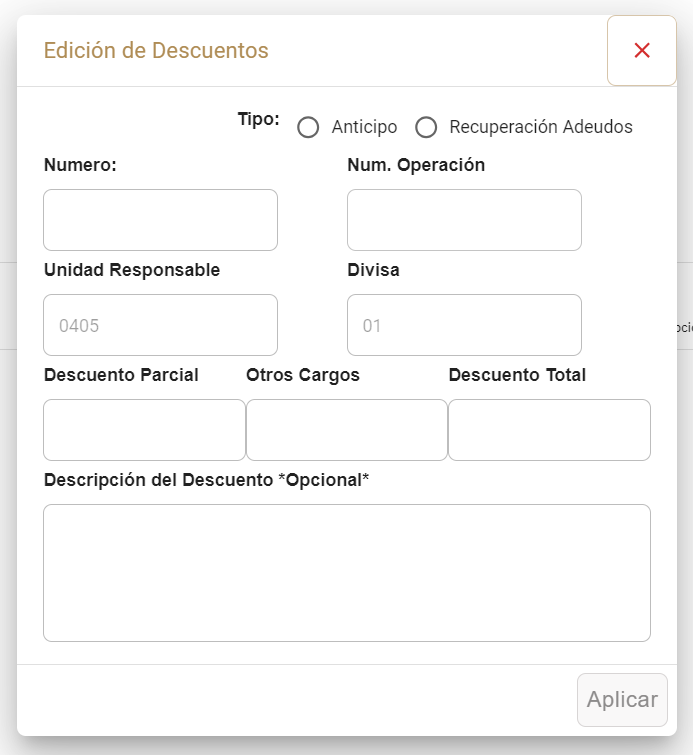 Edición de Descuentos
Tipo: Anticipo Recuperación Adeudos
Numero: Num. Operación
Unidad Responsable Divisa
0405 01
Descuento Parcial Otros Cargos Descuento Total
Descripción del Descuento *Opcional*
Aplicar